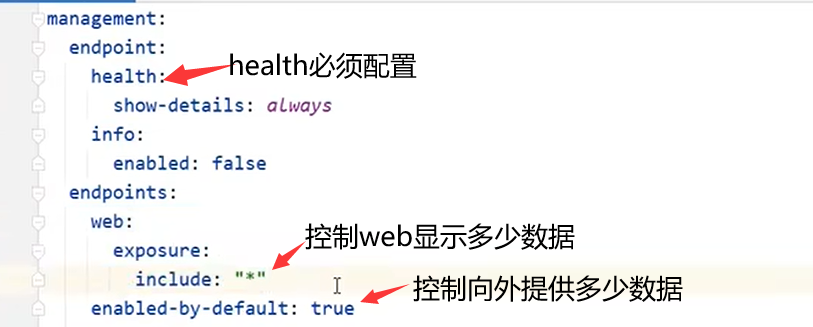 management:
endpoint:
health:
health必须配置
show-details: always
info:
enabled: false
endpoints:
web:
控制web显示多少数据
exposure:
include: "*"
enabled-by-default: true
控制向外提供多少数据